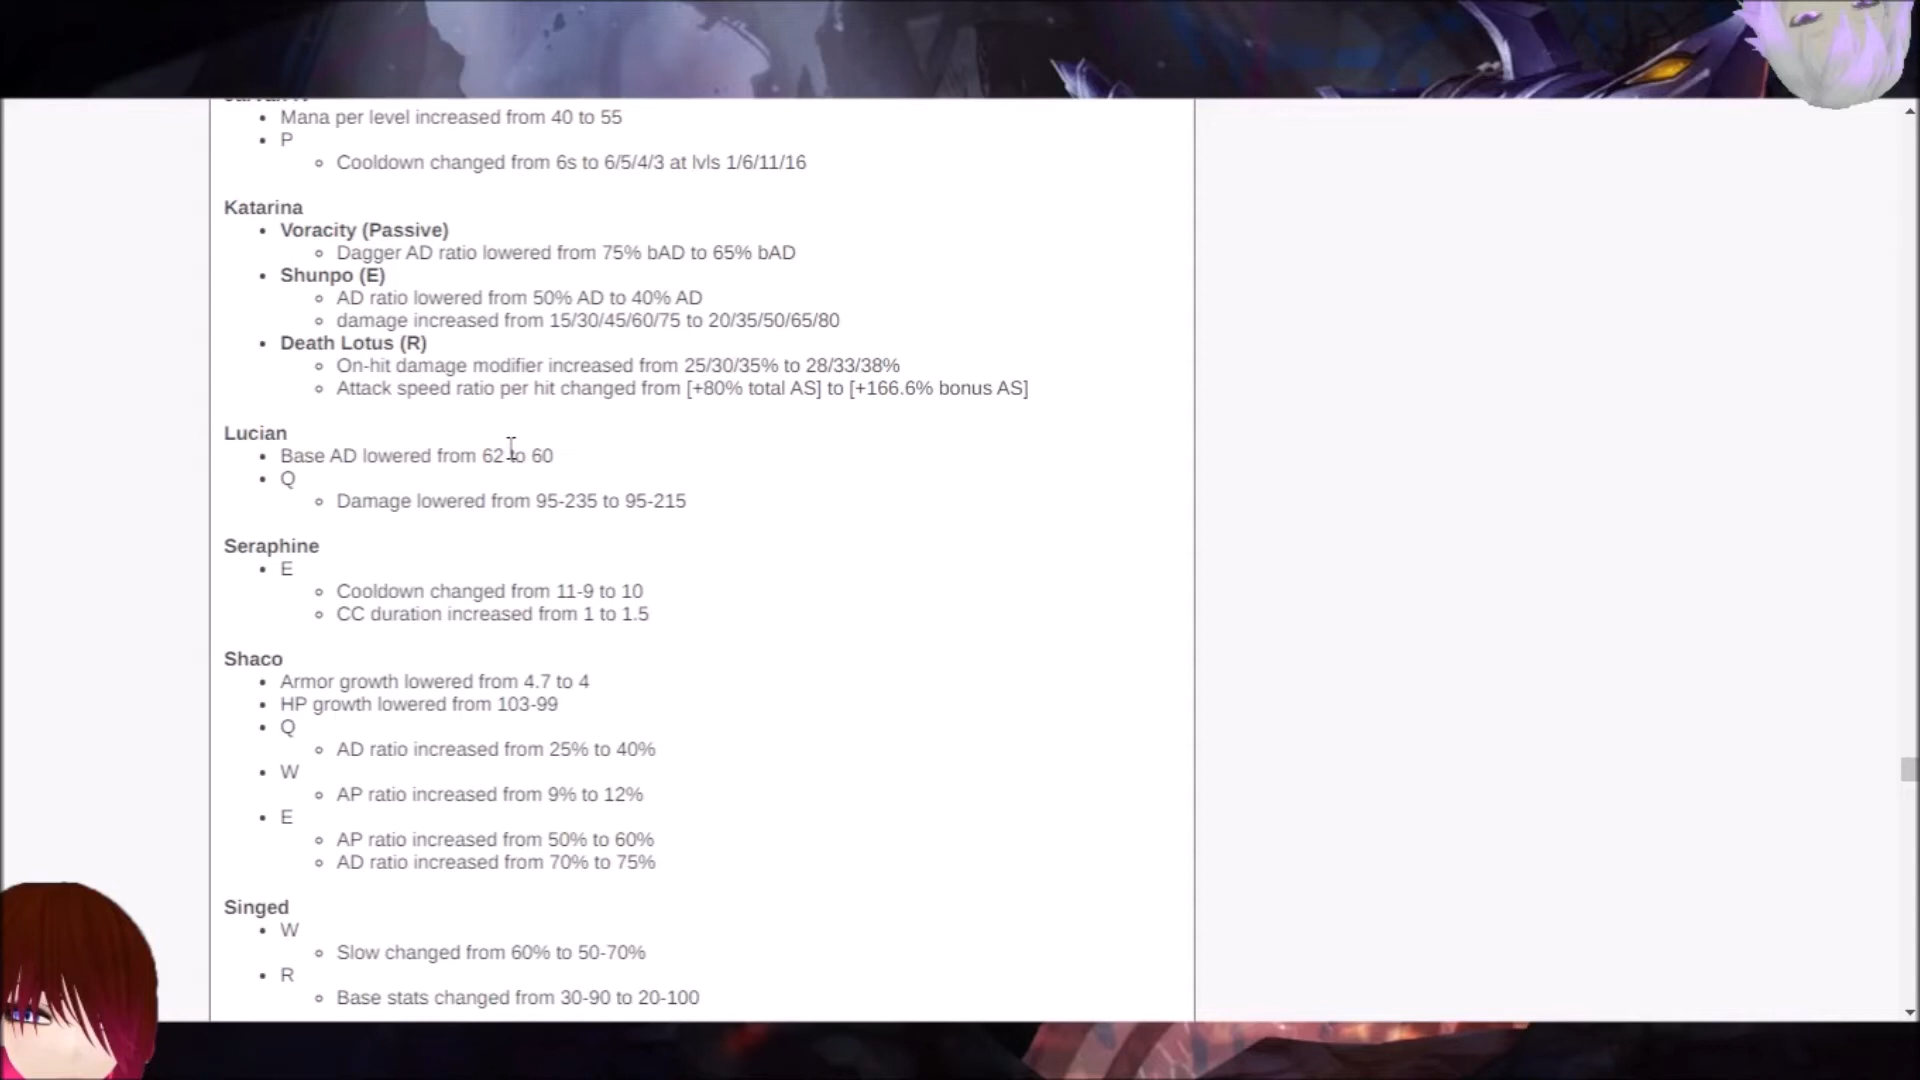 Mana per level increased from 40 to 55
P
Cooldown changed from 6s to 6/5/4/3 at lvls 1/6/11/16
Katarina
Voracity (Passive)
Dagger AD ratio lowered from 75% bAD to 65% bAD
Shunpo (E)
AD ratio lowered from 50% AD to 40% AD
damage increased from 15/30/45/60/75 to 20/35/50/65/80
Death Lotus (R)
On-hit damage modifier increased from 25/30/35% to 28/33/38%
Attack speed ratio per hit changed from [+80% total AS] to [+166.6% bonus AS]
Lucian
Base AD lowered from 62 to 60
Q
Damage lowered from 95-235 to 95-215
Seraphine
E
Cooldown changed from 11-9 to 10
CC duration increased from 1 to 1.5
Shaco
Armor growth lowered from 4.7 to 4
HP growth lowered from 103-99
Q
AD ratio increased from 25% to 40%
W
AP ratio increased from 9% to 12%
E
AP ratio increased from 50% to 60%
AD ratio increased from 70% to 75%
Singed
W
Slow changed from 60% to 50-70%
R
Base stats changed from 30-90 to 20-100